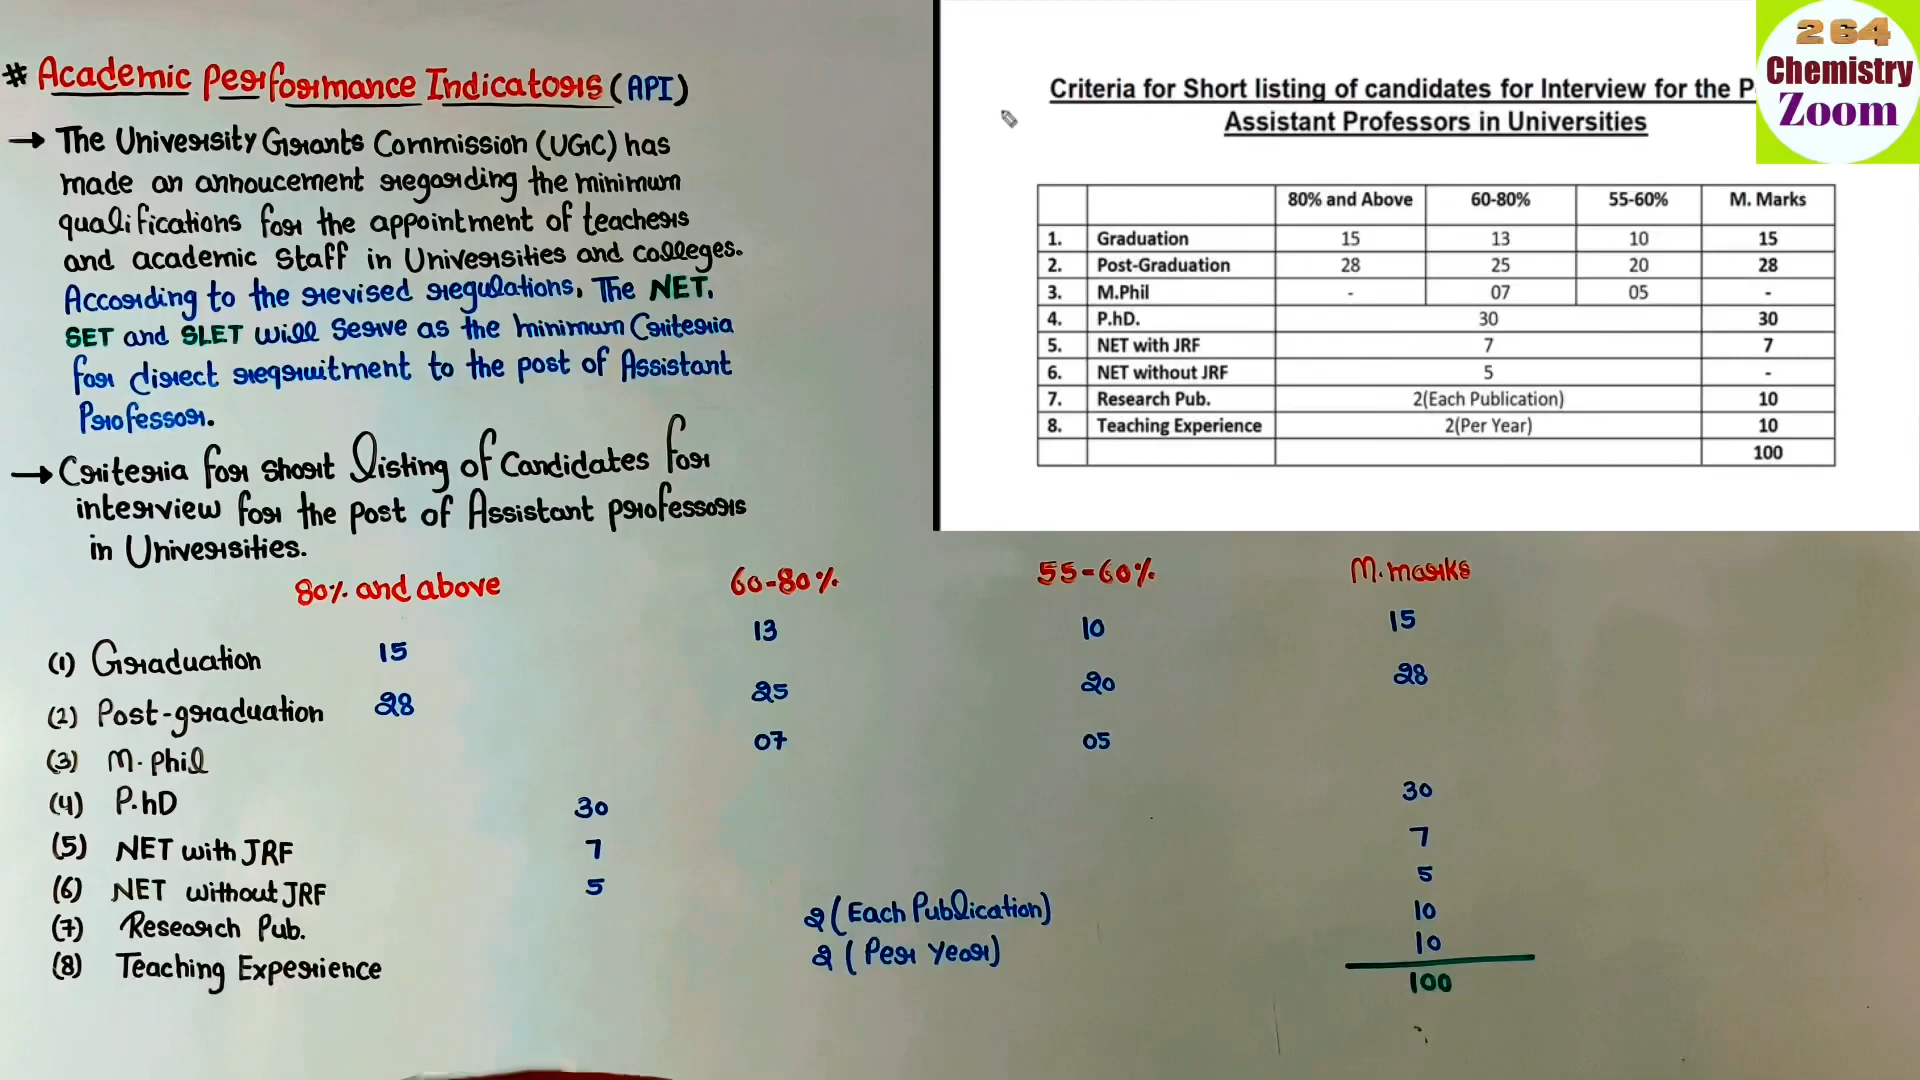 # Academic Performance Indicators (API)
→ The University Grants Commission (UGC) has
made an annoucement regarding the minimum
qualifications for the appointment of teachers
and academic Staff in Universities and colleges.
According to the revised regulations, The NET,
SET and SLET will Serve as the minimum Criteria
for direct reqruitment to the post of Assistant
Professor.
→ Criteria for Short listing of Candidates for
interview for the post of Assistant professors
in Universities.
80% and above 60-80% 55-60% M. marks
(1) Graduation 15 13 10 15
(2) Post-graduation 28 25 20 28
(3) M. Phil 07 05
(4) P.hD 30 30
(5) NET with JRF 7 7
(6) NET without JRF 5 5
(7) Research Pub. 2 (Each Publication) 10
(8) Teaching Experience 2 (Per Year) 10
100
Criteria for Short listing of candidates for Interview for the P
Assistant Professors in Universities
80% and Above 60-80% 55-60% M. Marks
1. Graduation 15 13 10 15
2. Post-Graduation 28 25 20 28
3. M.Phil - 07 05 -
4. P.hD. 30 30
5. NET with JRF 7 7
6. NET without JRF 5 -
7. Research Pub. 2(Each Publication) 10
8. Teaching Experience 2(Per Year) 10
100
264
Chemistry
Zoom